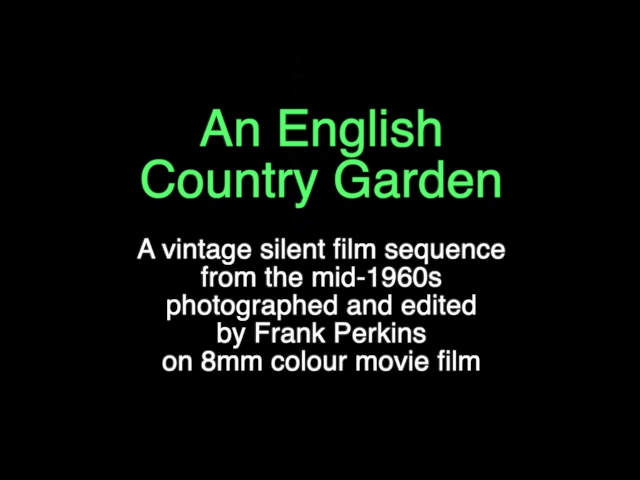 An English
Country Garden
A vintage silent film sequence
from the mid-1960s
photographed and edited
by Frank Perkins
on 8mm colour movie film